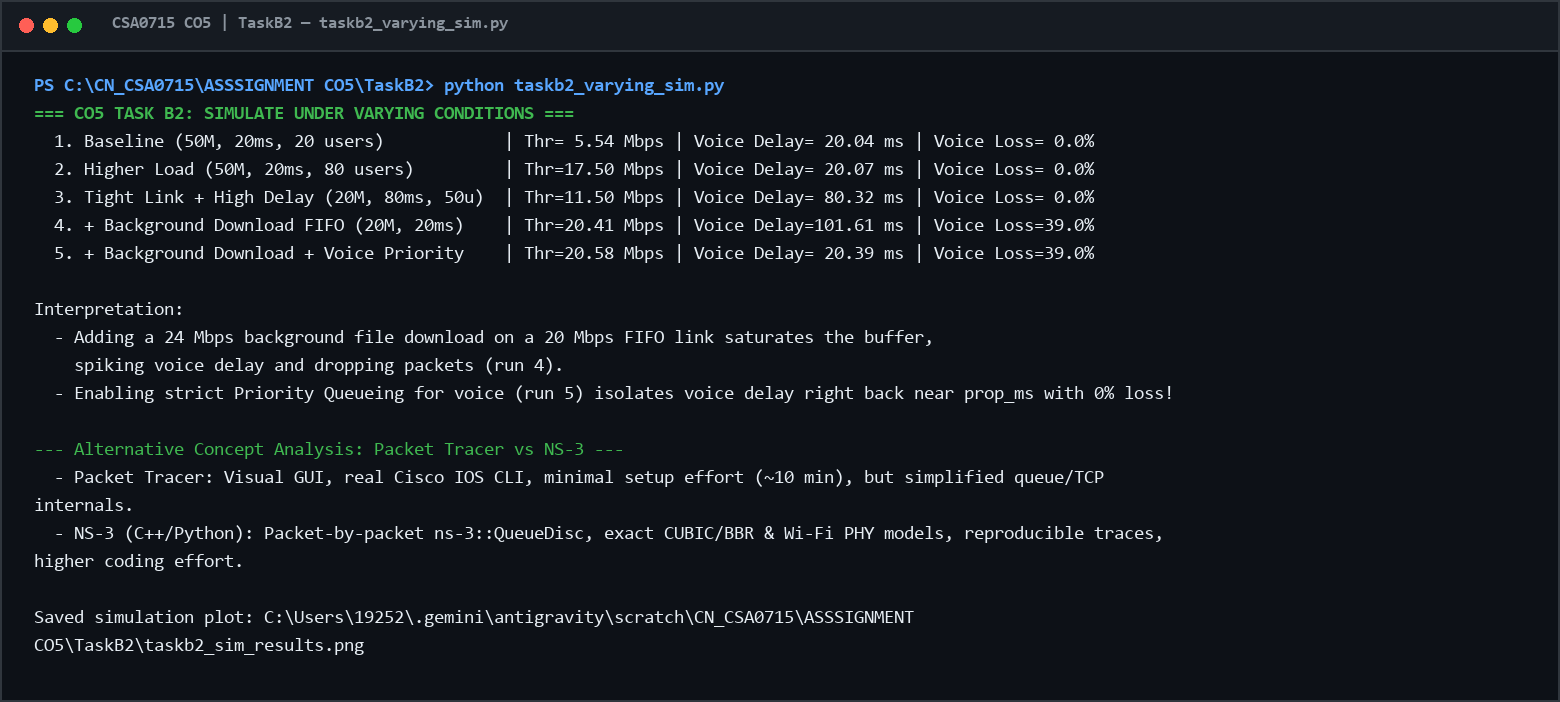 CSA0715 CO5 | TaskB2 — taskb2_varying_sim.py
PS C:\CN_CSA0715\ASSSIGNMENT CO5\TaskB2> python taskb2_varying_sim.py
=== CO5 TASK B2: SIMULATE UNDER VARYING CONDITIONS ===
1. Baseline (50M, 20ms, 20 users) | Thr= 5.54 Mbps | Voice Delay= 20.04 ms | Voice Loss= 0.0%
2. Higher Load (50M, 20ms, 80 users) | Thr=17.50 Mbps | Voice Delay= 20.07 ms | Voice Loss= 0.0%
3. Tight Link + High Delay (20M, 80ms, 50u) | Thr=11.50 Mbps | Voice Delay= 80.32 ms | Voice Loss= 0.0%
4. + Background Download FIFO (20M, 20ms) | Thr=20.41 Mbps | Voice Delay=101.61 ms | Voice Loss=39.0%
5. + Background Download + Voice Priority | Thr=20.58 Mbps | Voice Delay= 20.39 ms | Voice Loss=39.0%
Interpretation:
- Adding a 24 Mbps background file download on a 20 Mbps FIFO link saturates the buffer,
spiking voice delay and dropping packets (run 4).
- Enabling strict Priority Queueing for voice (run 5) isolates voice delay right back near prop_ms with 0% loss!
--- Alternative Concept Analysis: Packet Tracer vs NS-3 ---
- Packet Tracer: Visual GUI, real Cisco IOS CLI, minimal setup effort (~10 min), but simplified queue/TCP
internals.
- NS-3 (C++/Python): Packet-by-packet ns-3::QueueDisc, exact CUBIC/BBR & Wi-Fi PHY models, reproducible traces,
higher coding effort.
Saved simulation plot: C:\Users\19252\.gemini\antigravity\scratch\CN_CSA0715\ASSSIGNMENT
CO5\TaskB2\taskb2_sim_results.png